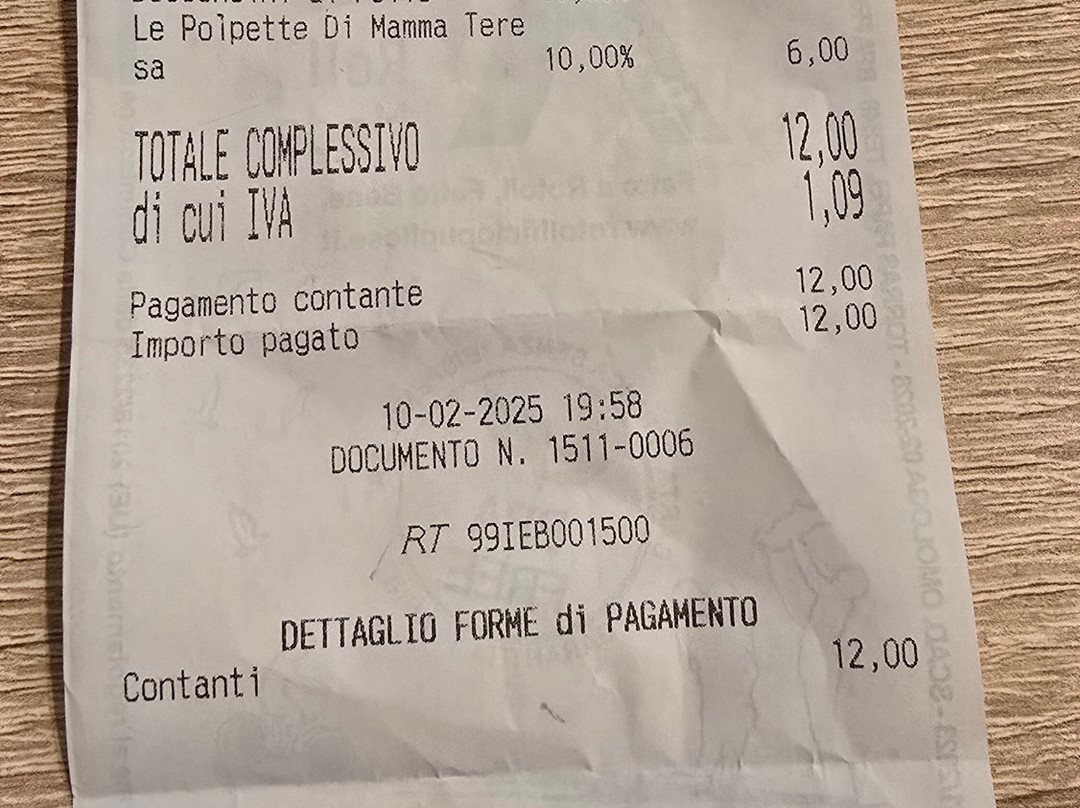 Le Polpette Di Mamma Tere
sa 10,00% 6,00
TOTALE COMPLESSIVO 12,00
di cui IVA 1,09
Pagamento contante 12,00
Importo pagato 12,00
10-02-2025 19:58
DOCUMENTO N. 1511-0006
RT 99IEB001500
DETTAGLIO FORME di PAGAMENTO
Contanti 12,00